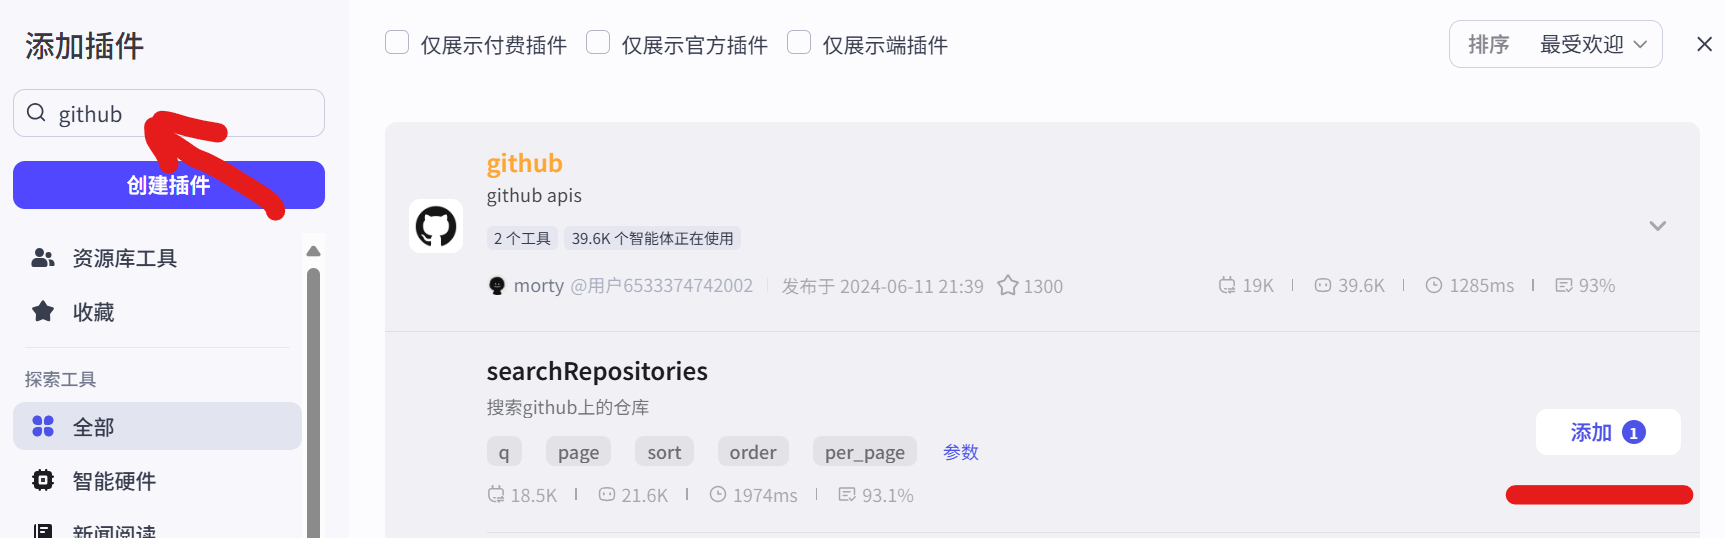 添加插件
github
创建插件
资源库工具
收藏
探索工具
全部
智能硬件
新闻阅读
仅展示付费插件 仅展示官方插件 仅展示端插件
排序 最受欢迎
github
github apis
2 个工具 39.6K 个智能体正在使用
morty @用户6533374742002 发布于 2024-06-11 21:39 1300
19K 39.6K 1285ms 93%
searchRepositories
搜索github上的仓库
q page sort order per_page 参数
18.5K 21.6K 1974ms 93.1%
添加 1